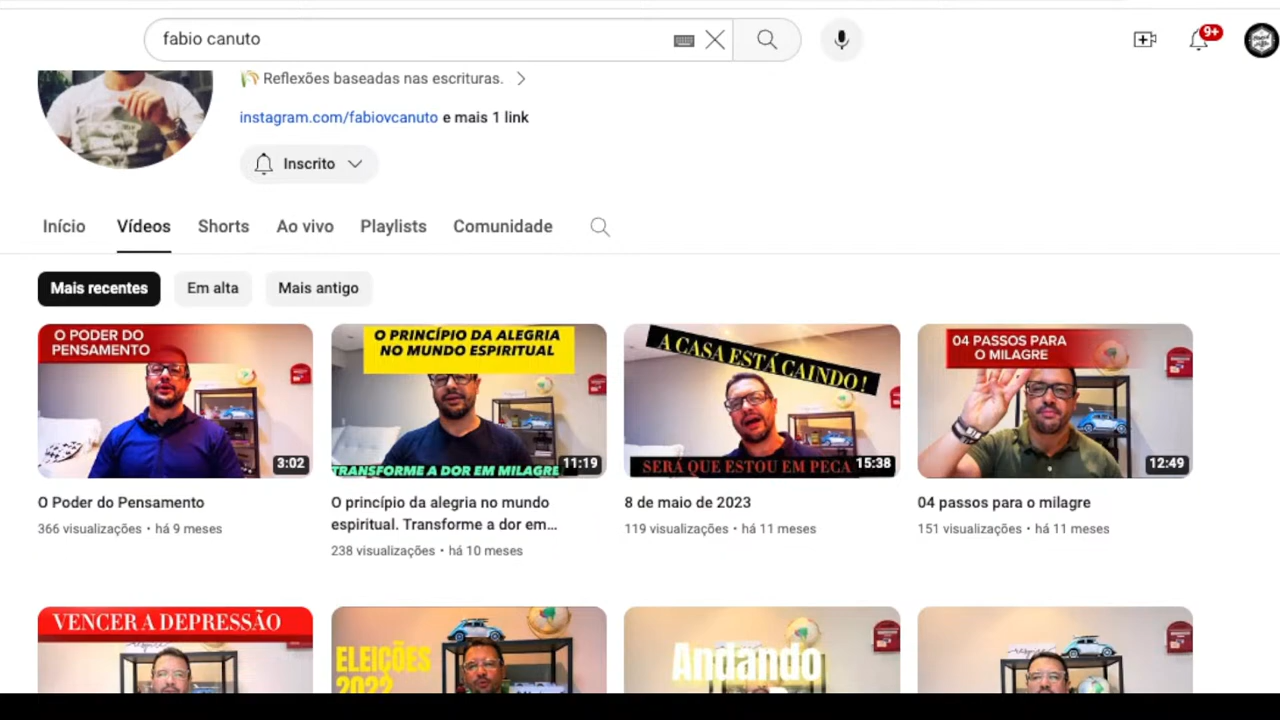 fabio canuto
9+
Reflexões baseadas nas escrituras.
instagram.com/fabiovcanuto e mais 1 link
Inscrito
Início Vídeos Shorts Ao vivo Playlists Comunidade
Mais recentes Em alta Mais antigo
O PODER DO
PENSAMENTO
3:02
O PRINCÍPIO DA ALEGRIA
NO MUNDO ESPIRITUAL
TRANSFORME A DOR EM MILAGRE
11:19
A CASA ESTÁ CAINDO!
SERÁ QUE ESTOU EM PECA
15:38
04 PASSOS PARA
O MILAGRE
12:49
O Poder do Pensamento
366 visualizações • há 9 meses
O princípio da alegria no mundo
espiritual. Transforme a dor em...
238 visualizações • há 10 meses
8 de maio de 2023
119 visualizações • há 11 meses
04 passos para o milagre
151 visualizações • há 11 meses
VENCER A DEPRESSÃO
respire
ELEIÇÕES
2022
Andando
respire